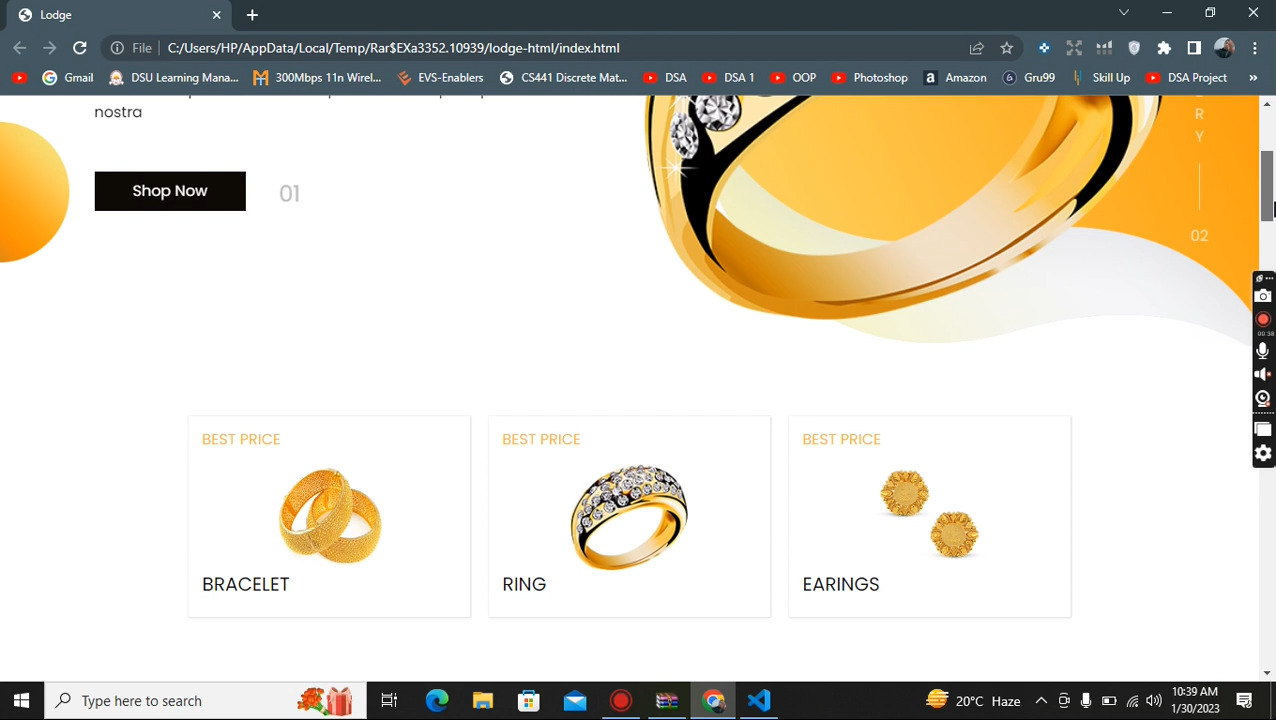 Lodge
File
C:/Users/HP/AppData/Local/Temp/Rar$EXa3352.10939/lodge-html/index.html
Gmail
DSU Learning Mana...
300Mbps 11n Wirel...
EVS-Enablers
CS441 Discrete Mat...
DSA
DSA 1
OOP
Photoshop
Amazon
Gru99
Skill Up
DSA Project
nostra
R
Y
Shop Now
01
02
00:38
BEST PRICE
BRACELET
BEST PRICE
RING
BEST PRICE
EARINGS
Type here to search
20°C Haze
10:39 AM
1/30/2023